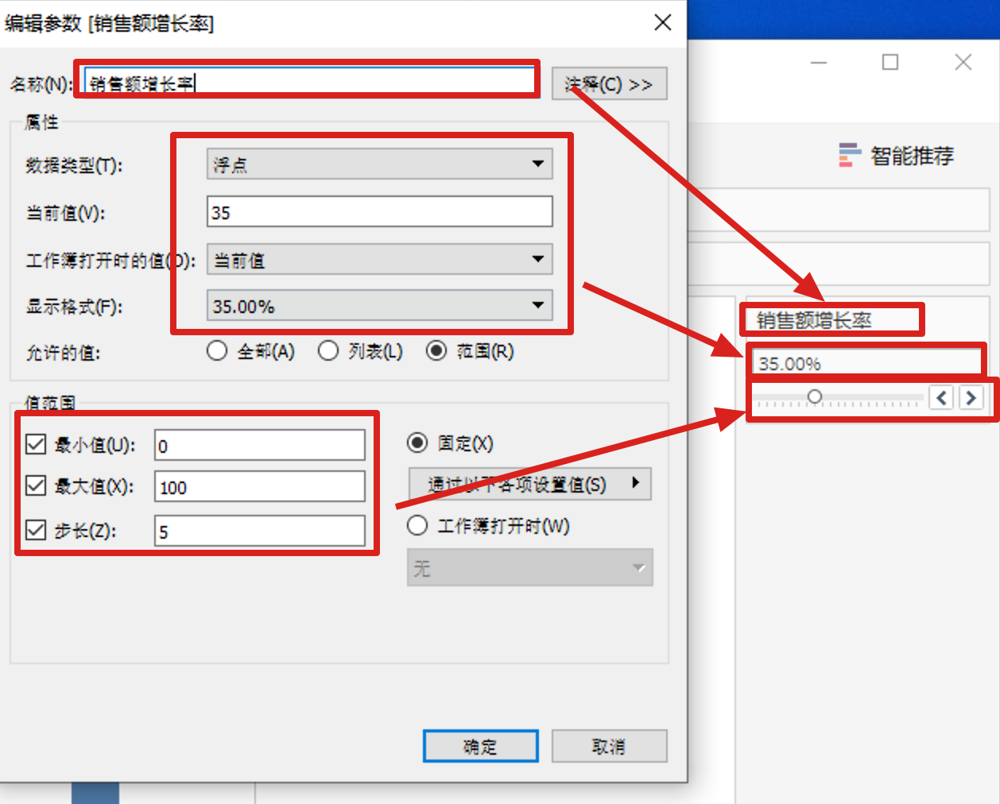 编辑参数 [销售额增长率]
名称(N): 销售额增长率 注释(C) >>
属性
数据类型(T): 浮点
当前值(V): 35
工作簿打开时的值(O): 当前值
显示格式(F): 35.00%
允许的值: 全部(A) 列表(L) 范围(R)
值范围
最小值(U): 0 固定(X)
最大值(X): 100 通过以下各项设置值(S)
步长(Z): 5 工作簿打开时(W)
无
确定 取消
智能推荐
销售额增长率
35.00%